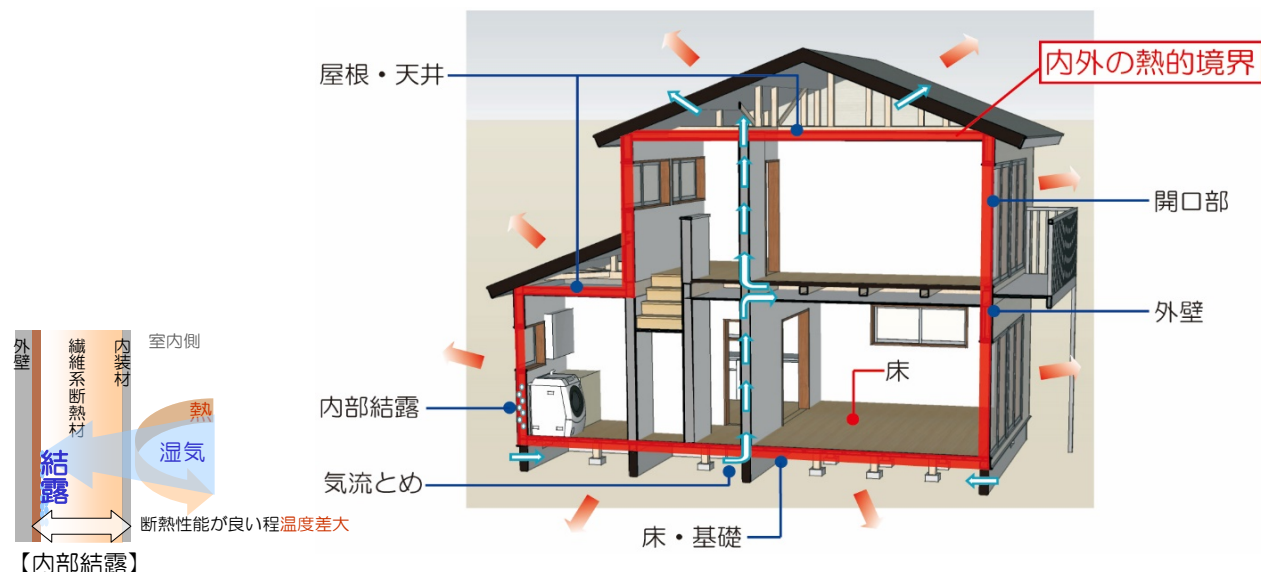 内外の熱的境界
屋根・天井
開口部
外壁
床
内部結露
気流とめ
床・基礎
室内側
外壁
繊維系断熱材
内装材
熱
湿気
結露
断熱性能が良い程温度差大
【内部結露】